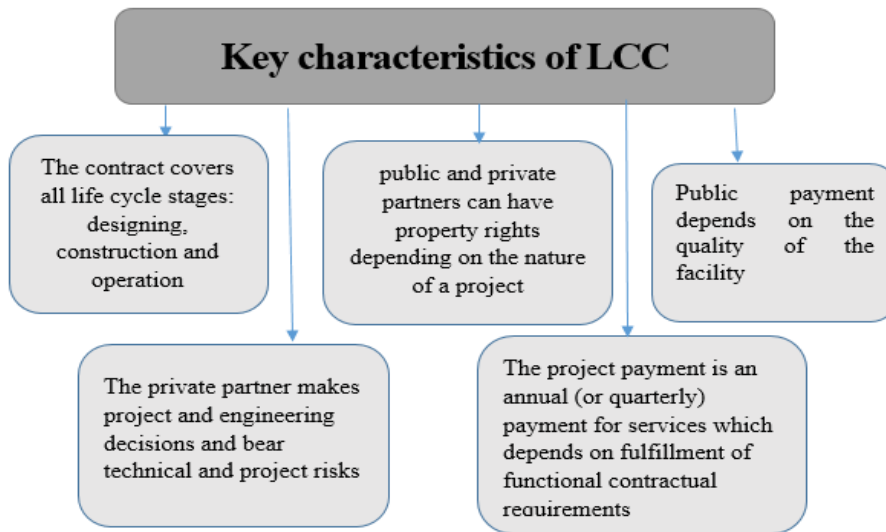 Key characteristics of LCC
The contract covers
all life cycle stages:
designing,
construction and
operation
public and private
partners can have
property rights
depending on the nature
of a project
Public payment
depends on the
quality of the
facility
The private partner makes
project and engineering
decisions and bear
technical and project risks
The project payment is an
annual (or quarterly)
payment for services which
depends on fulfillment of
functional contractual
requirements